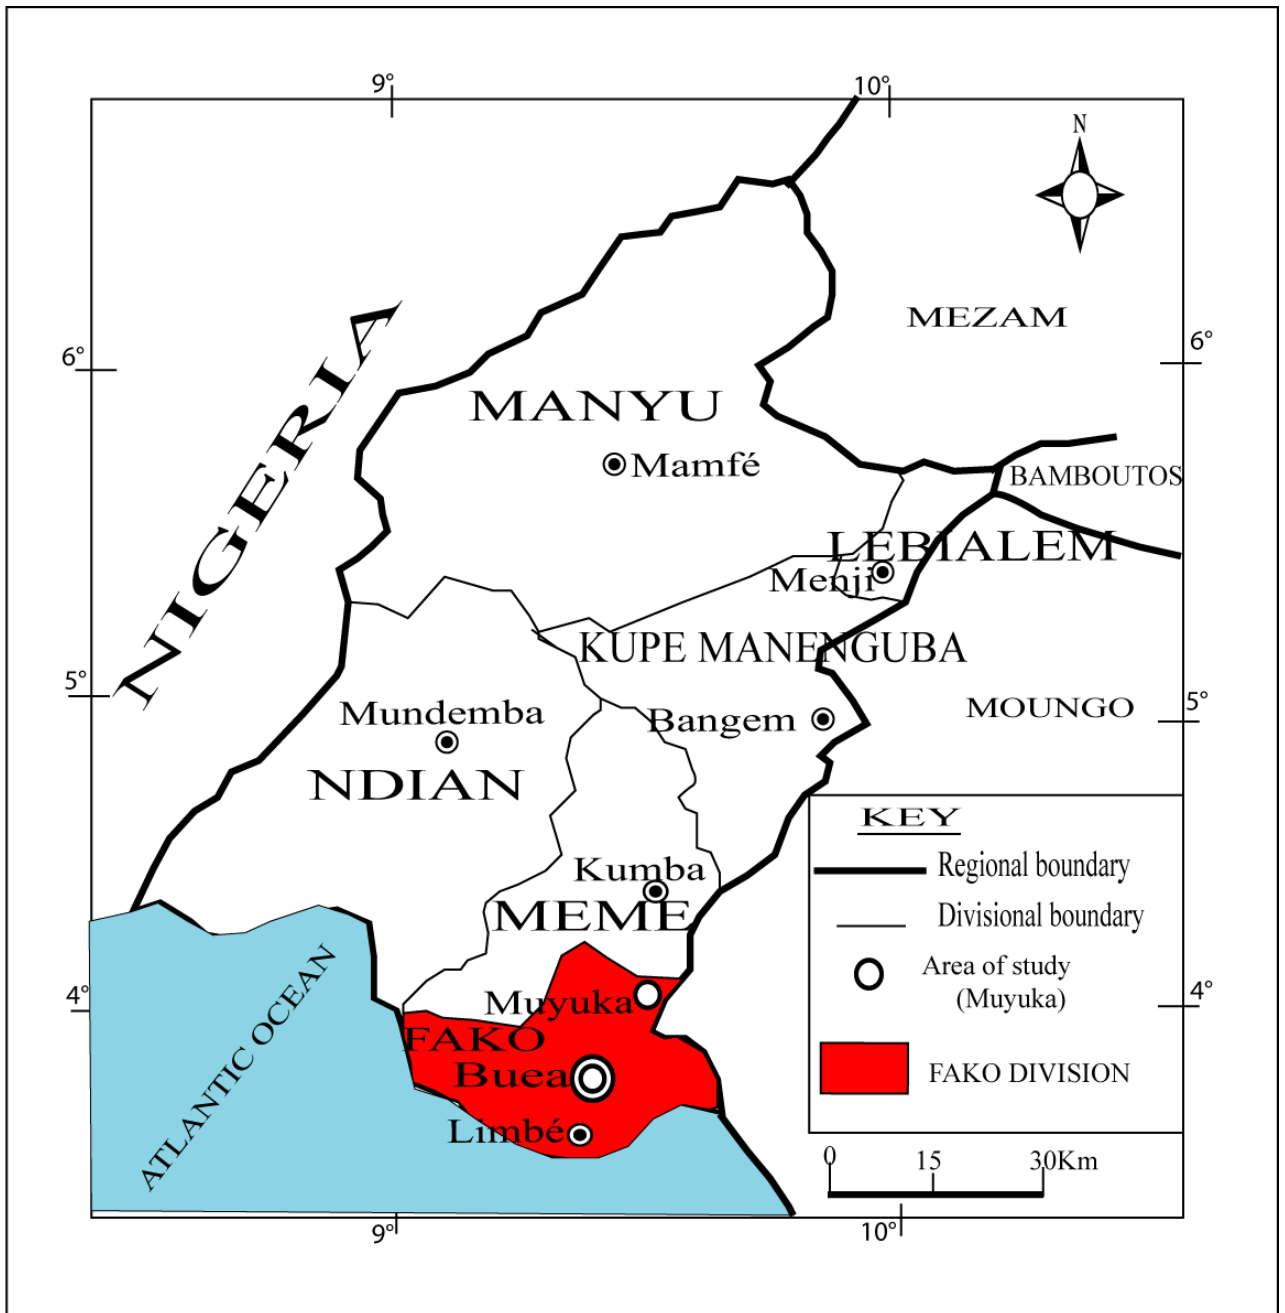 9°
10°
N
MEZAM
NIGERIA
6°
6°
MANYU
Mamfé
BAMBOUTOS
LEBIALEM
Menji
KUPE MANENGUBA
5°
5°
MOUNGO
Mundemba
Bangem
NDIAN
KEY
Regional boundary
Divisional boundary
Area of study
(Muyuka)
FAKO DIVISION
Kumba
MEME
ATLANTIC OCEAN
4°
4°
Muyuka
FAKO
Buea
Limbé
0 15 30Km
9°
10°